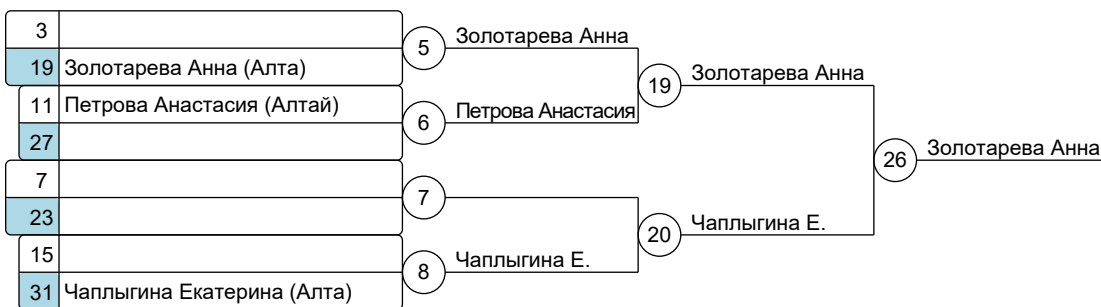 3
5
Золотарева Анна
19 Золотарева Анна (Алта)
19
Золотарева Анна
11 Петрова Анастасия (Алтай)
6
Петрова Анастасия
27
26
Золотарева Анна
7
7
23
20
Чаплыгина Е.
15
8
Чаплыгина Е.
31 Чаплыгина Екатерина (Алта)